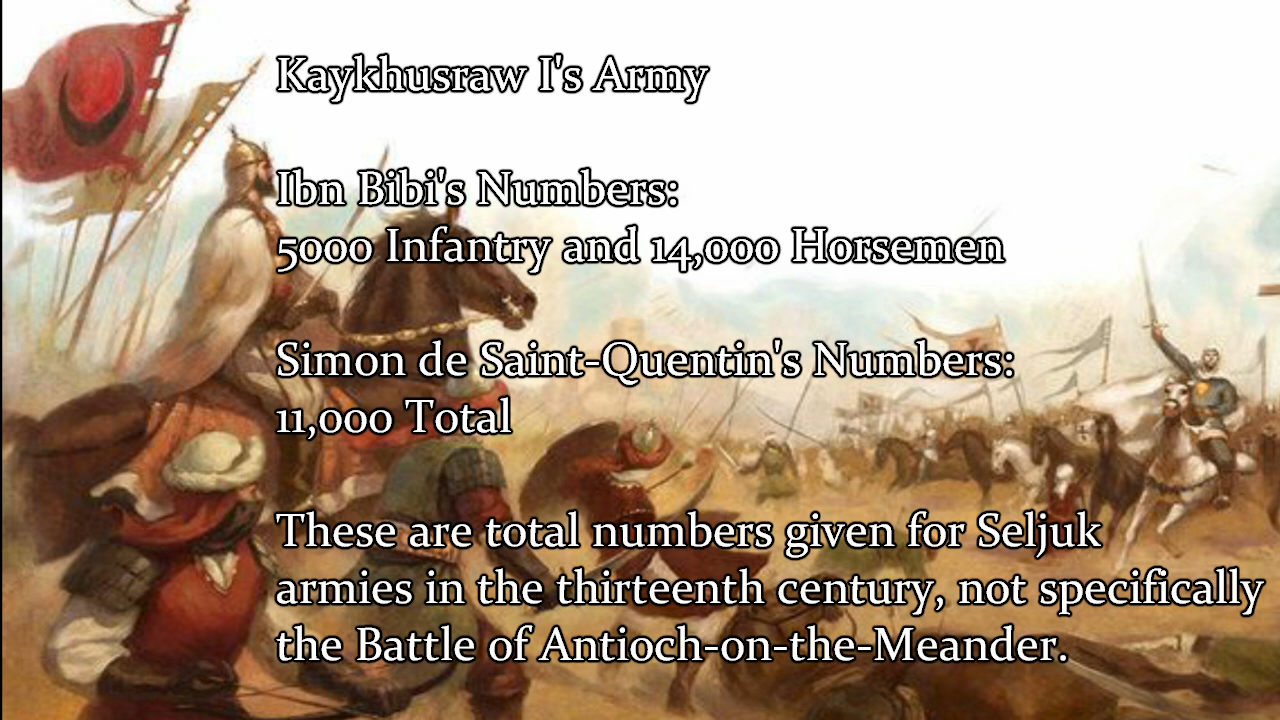 Kaykhusraw I's Army
Ibn Bibi's Numbers:
5000 Infantry and 14,000 Horsemen
Simon de Saint-Quentin's Numbers:
11,000 Total
These are total numbers given for Seljuk
armies in the thirteenth century, not specifically
the Battle of Antioch-on-the-Meander.